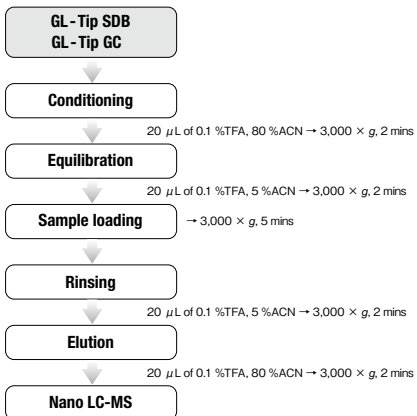 GL-Tip SDB
GL-Tip GC
Conditioning
20 μL of 0.1 %TFA, 80 %ACN → 3,000 × g, 2 mins
Equilibration
20 μL of 0.1 %TFA, 5 %ACN → 3,000 × g, 2 mins
Sample loading → 3,000 × g, 5 mins
Rinsing
20 μL of 0.1 %TFA, 5 %ACN → 3,000 × g, 2 mins
Elution
20 μL of 0.1 %TFA, 80 %ACN → 3,000 × g, 2 mins
Nano LC-MS